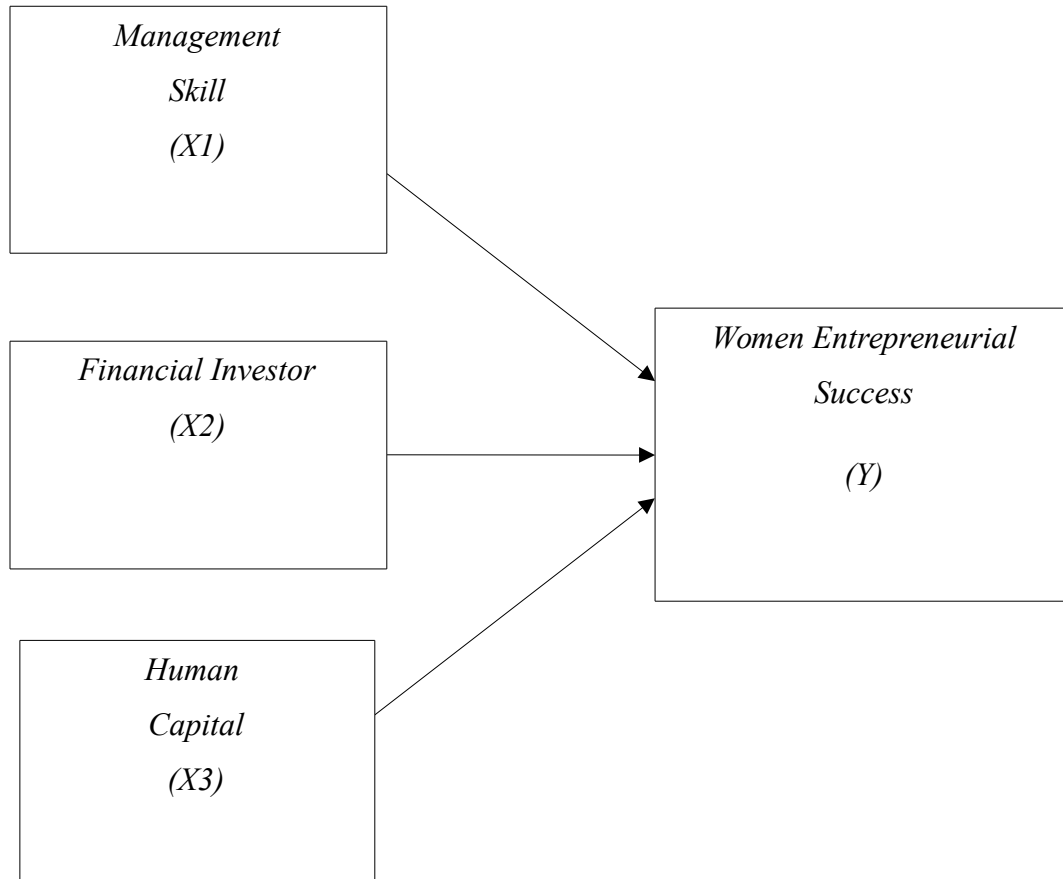 Management
Skill
(X1)
Financial Investor
(X2)
Human
Capital
(X3)
Women Entrepreneurial
Success
(Y)